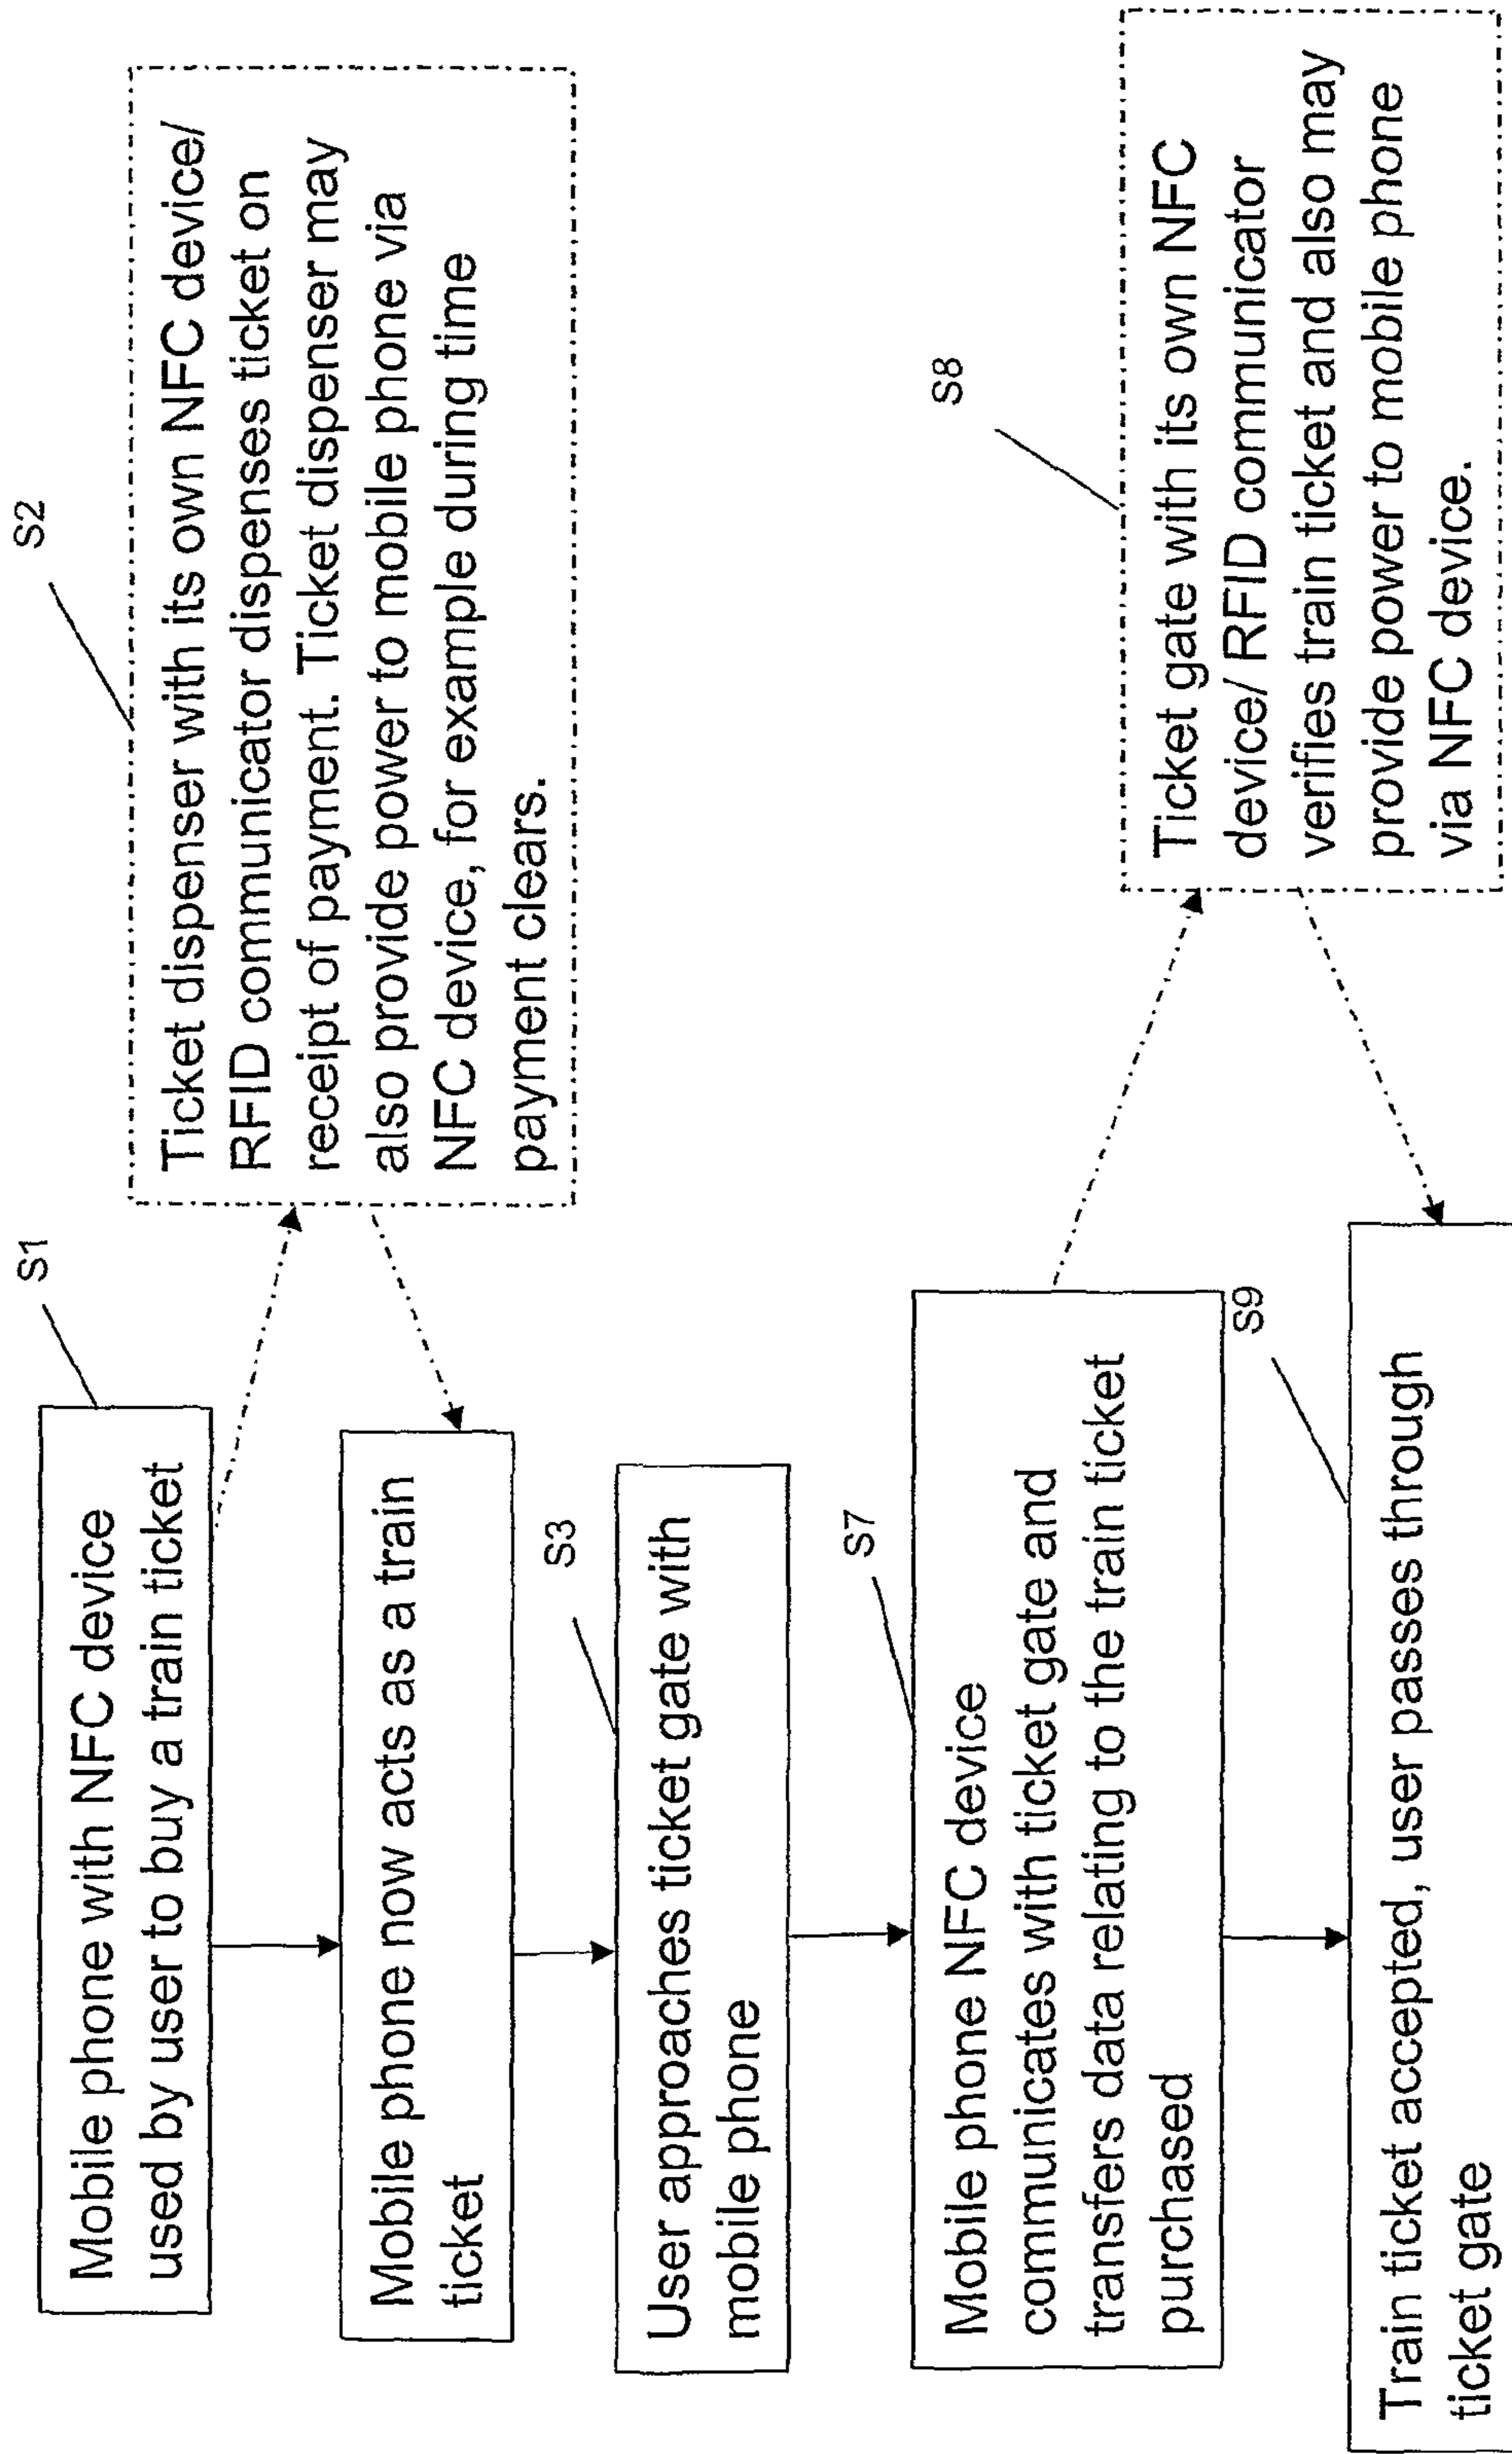 S1
Mobile phone with NFC device
used by user to buy a train ticket
S2
Ticket dispenser with its own NFC device/
RFID communicator dispenses ticket on
receipt of payment. Ticket dispenser may
also provide power to mobile phone via
NFC device, for example during time
payment clears.
Mobile phone now acts as a train
ticket
S3
User approaches ticket gate with
mobile phone
S7
Mobile phone NFC device
communicates with ticket gate and
transfers data relating to the train ticket
purchased
S8
Ticket gate with its own NFC
device/ RFID communicator
verifies train ticket and also may
provide power to mobile phone
via NFC device.
S9
Train ticket accepted, user passes through
ticket gate